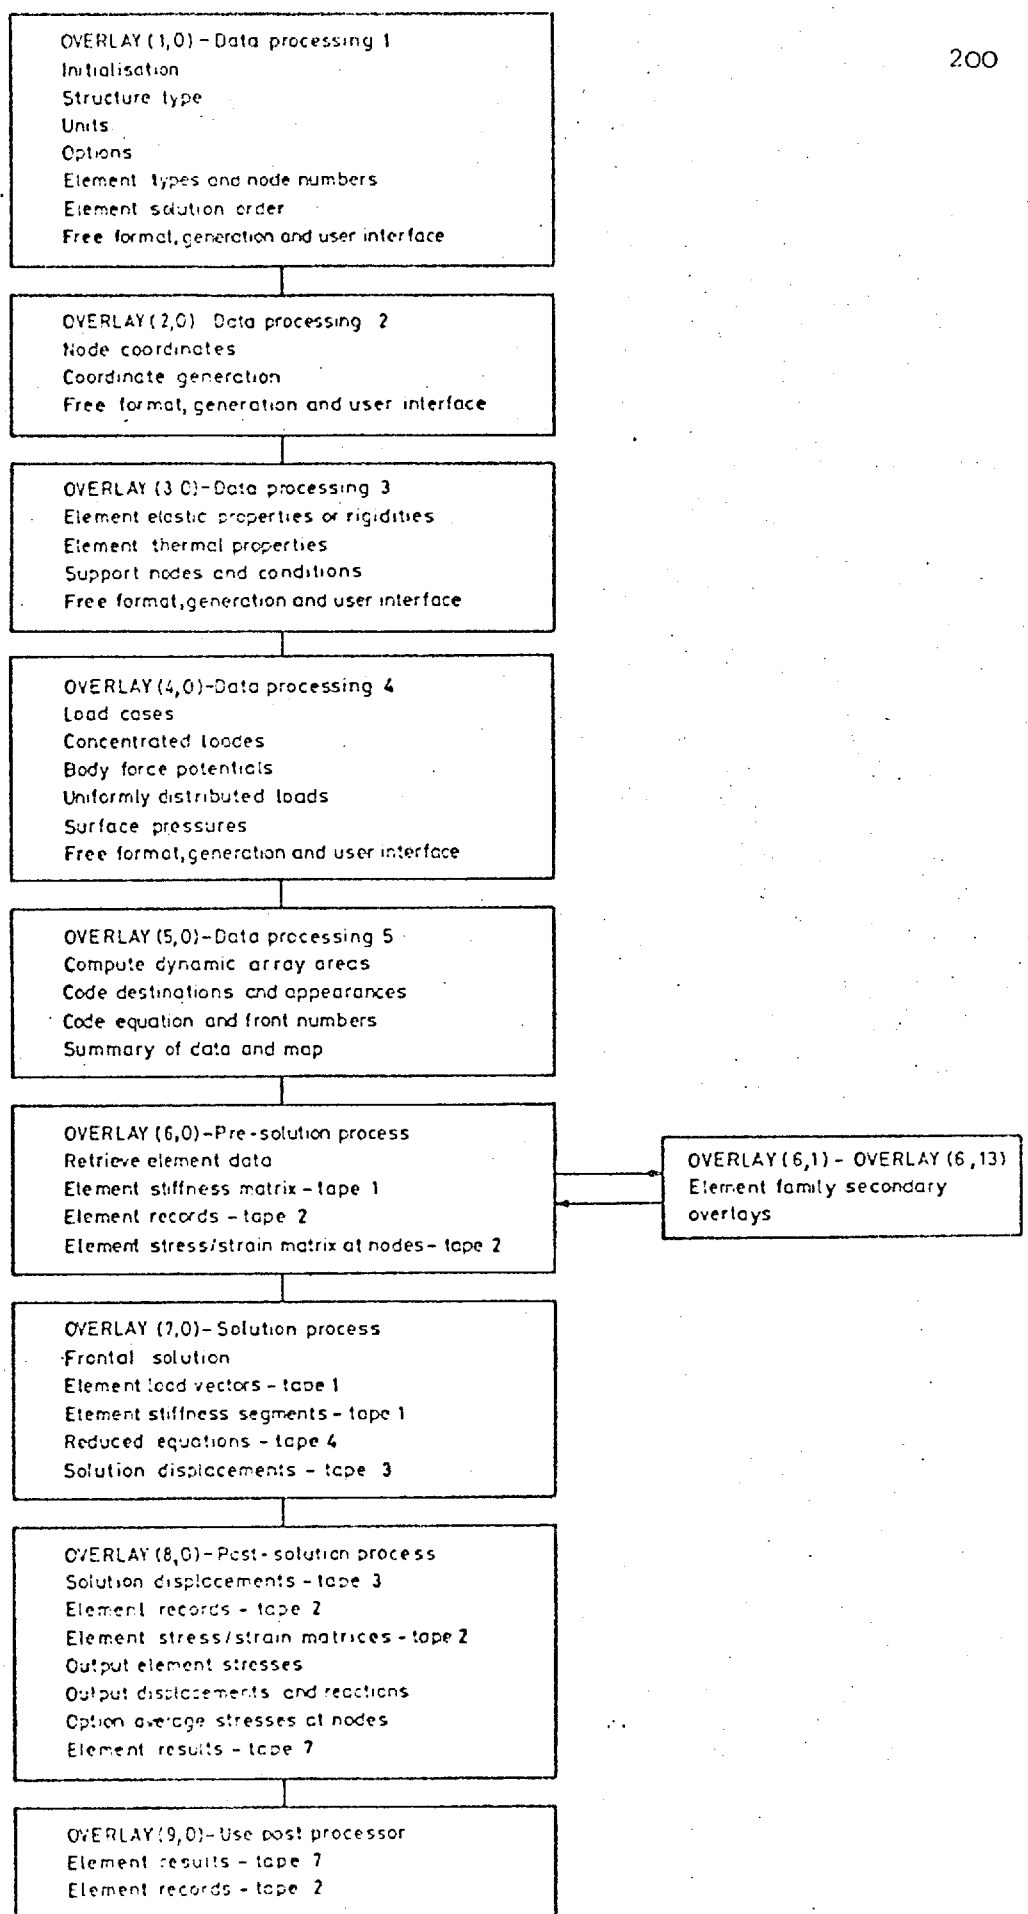 200
OVERLAY (1,0) - Data processing 1
Initialisation
Structure type
Units
Options
Element types and node numbers
Element solution order
Free format, generation and user interface
OVERLAY (2,0) Data processing 2
Node coordinates
Coordinate generation
Free format, generation and user interface
OVERLAY (3 0) - Data processing 3
Element elastic properties or rigidities
Element thermal properties
Support nodes and conditions
Free format, generation and user interface
OVERLAY (4,0) - Data processing 4
Load cases
Concentrated loades
Body force potentials
Uniformly distributed loads
Surface pressures
Free format, generation and user interface
OVERLAY (5,0) - Data processing 5
Compute dynamic array areas
Code destinations and appearances
Code equation and front numbers
Summary of data and map
OVERLAY (6,0) - Pre-solution process
Retrieve element data
Element stiffness matrix - tape 1
Element records - tape 2
Element stress/strain matrix at nodes - tape 2
OVERLAY (6,1) - OVERLAY (6,13)
Element family secondary
overlays
OVERLAY (7,0) - Solution process
Frontal solution
Element load vectors - tape 1
Element stiffness segments - tape 1
Reduced equations - tape 4
Solution displacements - tape 3
OVERLAY (8,0) - Post-solution process
Solution displacements - tape 3
Element records - tape 2
Element stress/strain matrices - tape 2
Output element stresses
Output displacements and reactions
Option average stresses at nodes
Element results - tape 7
OVERLAY (9,0) - Use post processor
Element results - tape 7
Element records - tape 2